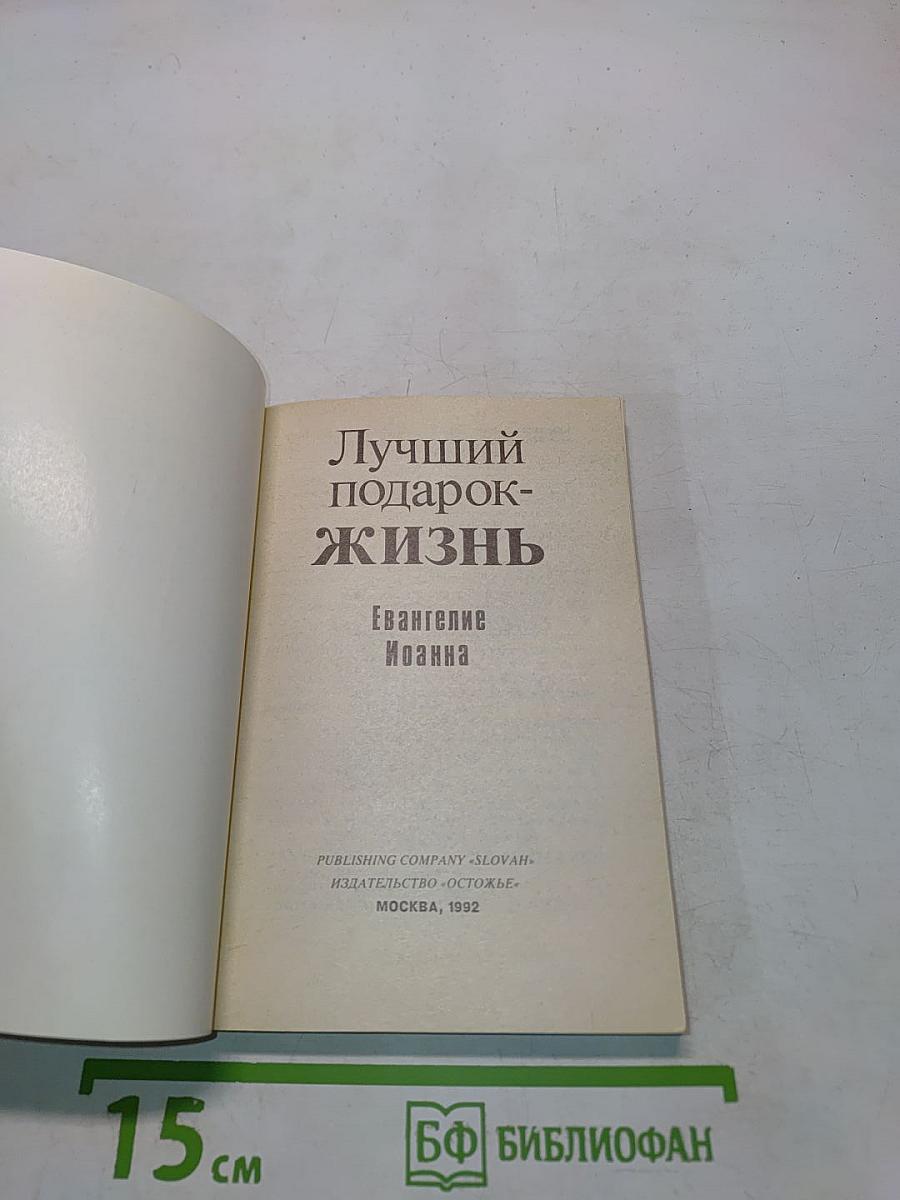 Лучший
подарок-
ЖИЗНЬ
Евангелие
Иоанна
PUBLISHING COMPANY «SLOVAH»
ИЗДАТЕЛЬСТВО «ОСТОЖЬЕ«
МОСКВА, 1992
15 см
БФ БИБЛИОФАН